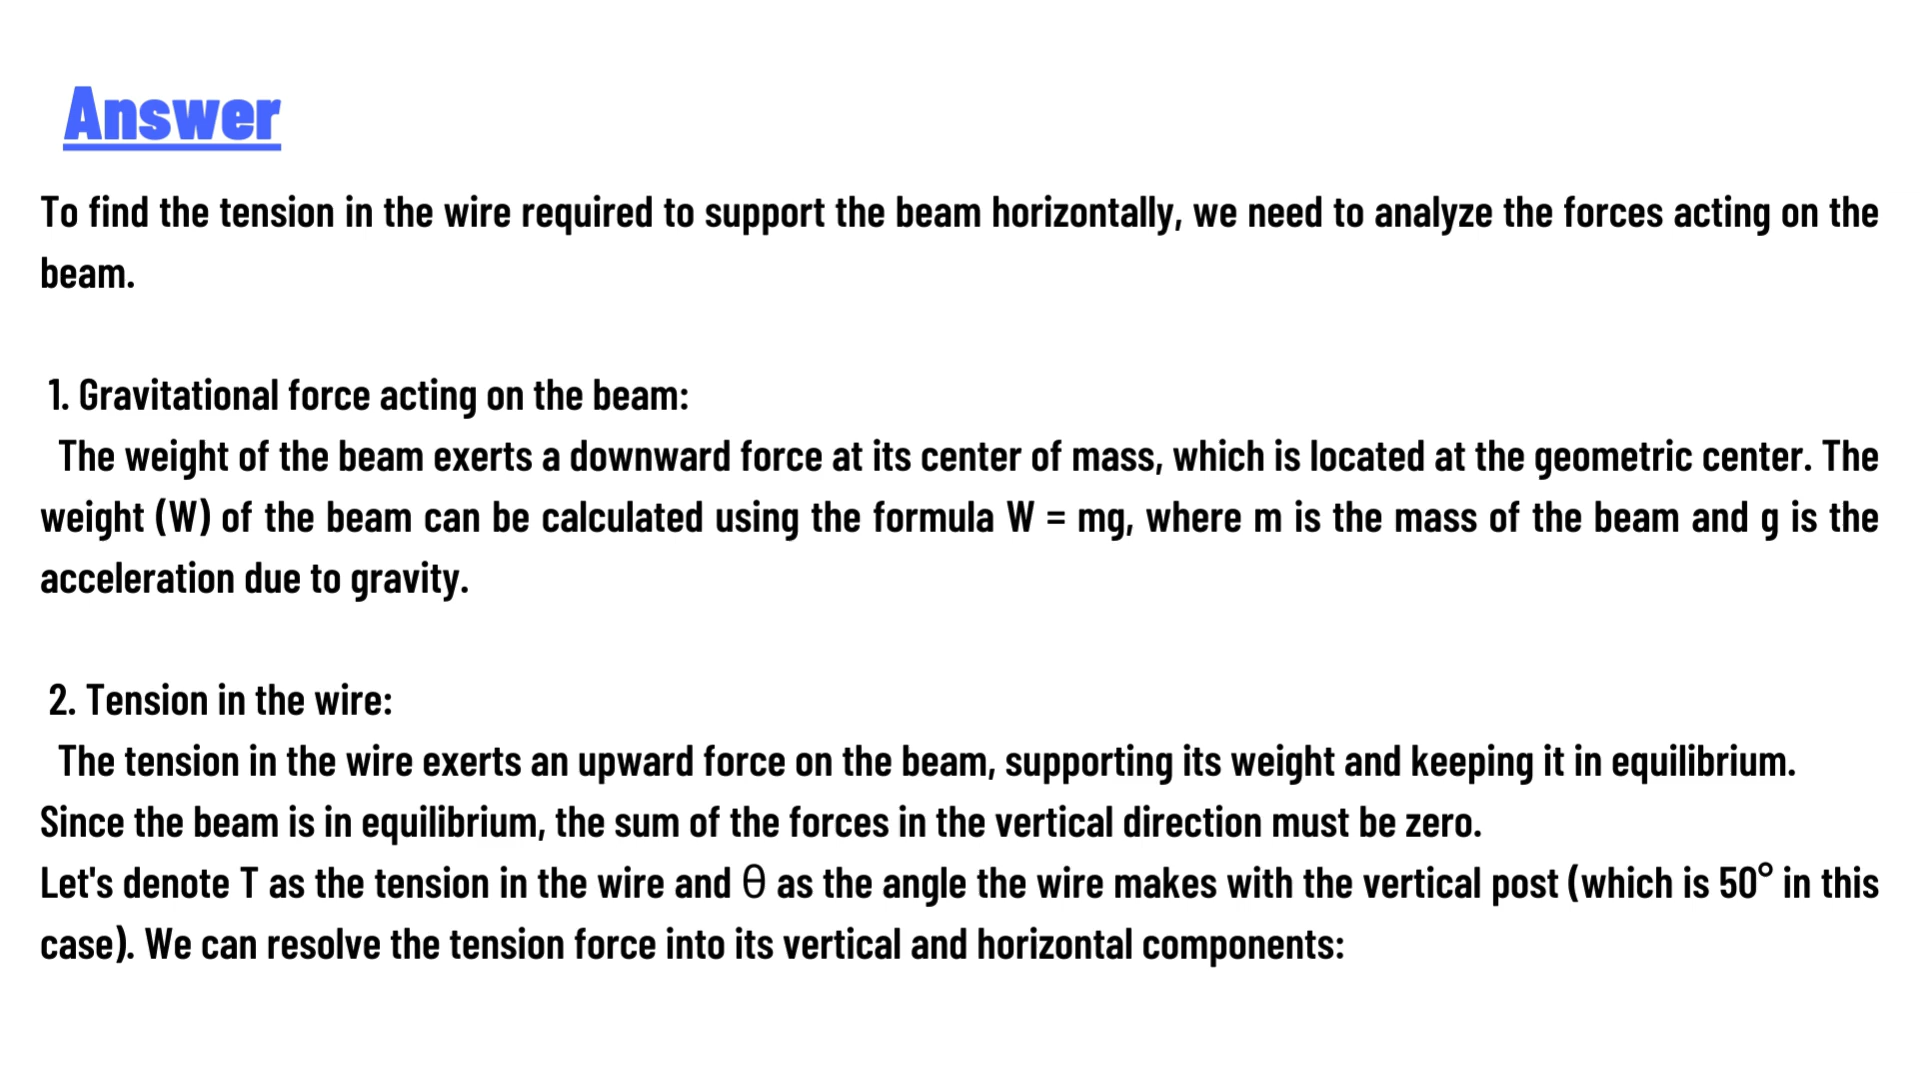 Answer
To find the tension in the wire required to support the beam horizontally, we need to analyze the forces acting on the
beam.
1. Gravitational force acting on the beam:
The weight of the beam exerts a downward force at its center of mass, which is located at the geometric center. The
weight (W) of the beam can be calculated using the formula W = mg, where m is the mass of the beam and g is the
acceleration due to gravity.
2. Tension in the wire:
The tension in the wire exerts an upward force on the beam, supporting its weight and keeping it in equilibrium.
Since the beam is in equilibrium, the sum of the forces in the vertical direction must be zero.
Let's denote T as the tension in the wire and θ as the angle the wire makes with the vertical post (which is 50° in this
case). We can resolve the tension force into its vertical and horizontal components: